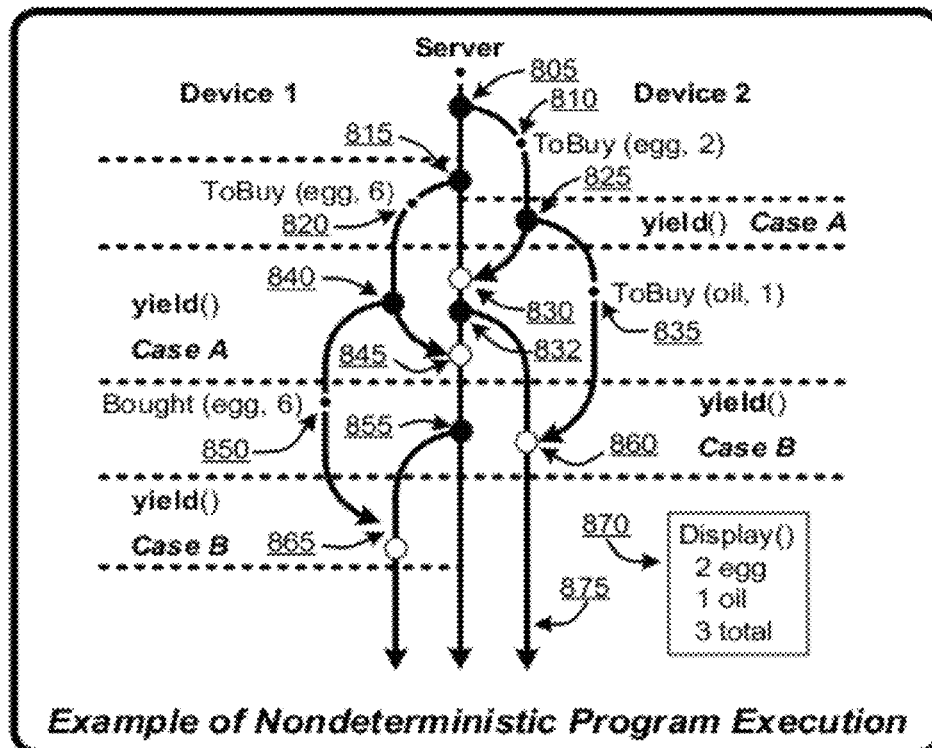 Server
805
Device 1
810
Device 2
815
ToBuy (egg, 2)
ToBuy (egg, 6)
825
820
yield() Case A
840
ToBuy (oil, 1)
830
yield()
835
832
Case A
845
yield()
Bought (egg, 6)
855
850
860
Case B
yield()
870
Display()
Case B
865
2 egg
875
1 oil
3 total
Example of Nondeterministic Program Execution